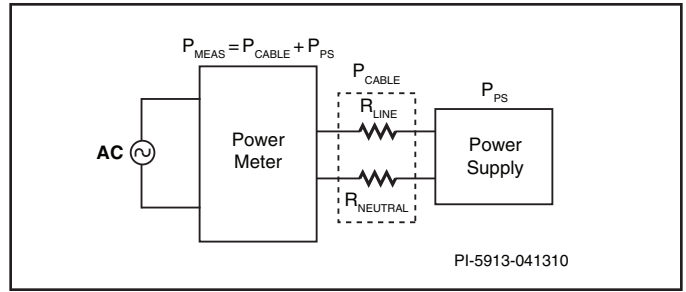 P_MEAS = P_CABLE + P_PS
P_CABLE
P_PS
R_LINE
Power
Meter
AC
Power
Supply
R_NEUTRAL
PI-5913-041310